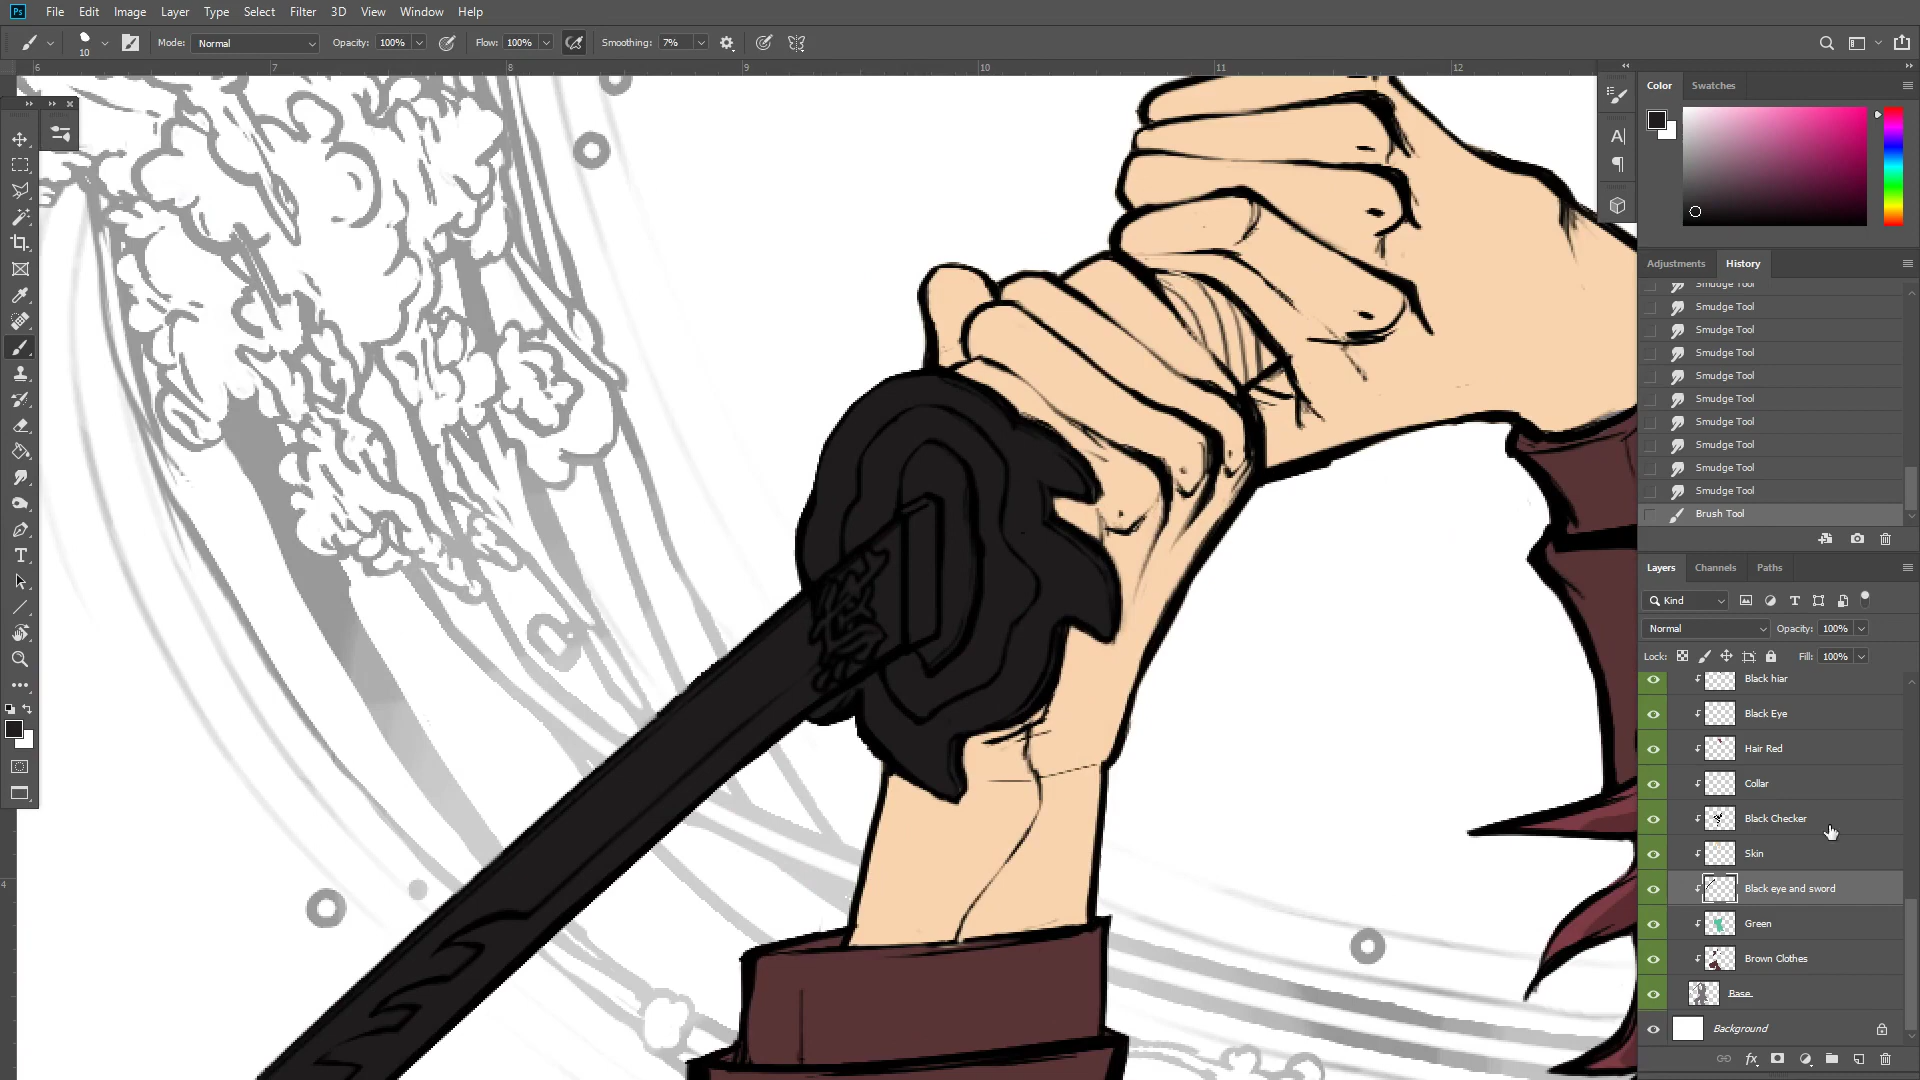 Ps File Edit Image Layer Type Select Filter 3D View Window Help
10 Mode: Normal Opacity: 100% Flow: 100% Smoothing: 7%
6 7 8 9 10 11 12
Color Swatches
Adjustments History
Smudge Tool
Smudge Tool
Smudge Tool
Smudge Tool
Smudge Tool
Smudge Tool
Smudge Tool
Smudge Tool
Smudge Tool
Smudge Tool
Brush Tool
Layers Channels Paths
Kind
Normal Opacity: 100%
Lock: Fill: 100%
Black hiar
Black Eye
Hair Red
Collar
Black Checker
Skin
Black eye and sword
Green
Brown Clothes
Base
Background
4